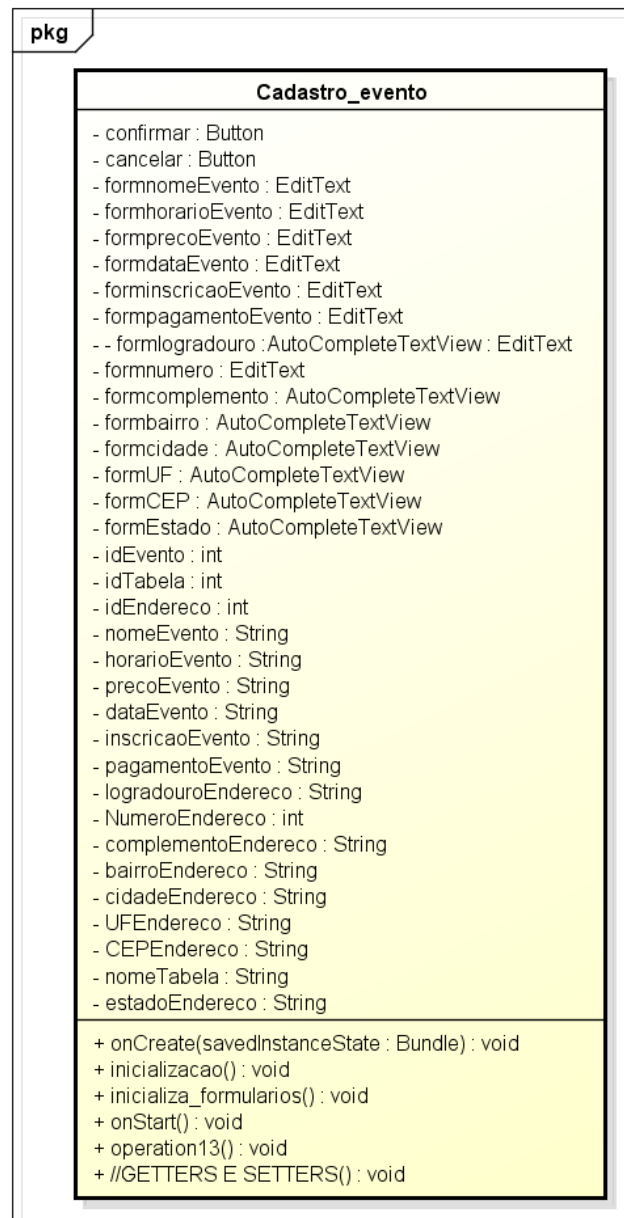 pkg
Cadastro_evento
- confirmar : Button
- cancelar : Button
- formnomeEvento : EditText
- formhorarioEvento : EditText
- formprecoEvento : EditText
- formdataEvento : EditText
- forminscricaoEvento : EditText
- formpagamentoEvento : EditText
- - formlogradouro :AutoCompleteTextView : EditText
- formnumero : EditText
- formcomplemento : AutoCompleteTextView
- formbairro : AutoCompleteTextView
- formcidade : AutoCompleteTextView
- formUF : AutoCompleteTextView
- formCEP : AutoCompleteTextView
- formEstado : AutoCompleteTextView
- idEvento : int
- idTabela : int
- idEndereco : int
- nomeEvento : String
- horarioEvento : String
- precoEvento : String
- dataEvento : String
- inscricaoEvento : String
- pagamentoEvento : String
- logradouroEndereco : String
- NumeroEndereco : int
- complementoEndereco : String
- bairroEndereco : String
- cidadeEndereco : String
- UFEndereco : String
- CEPEndereco : String
- nomeTabela : String
- estadoEndereco : String
+ onCreate(savedInstanceState : Bundle) : void
+ inicializacao() : void
+ inicializa_formularios() : void
+ onStart() : void
+ operation13() : void
+ //GETTERS E SETTERS() : void